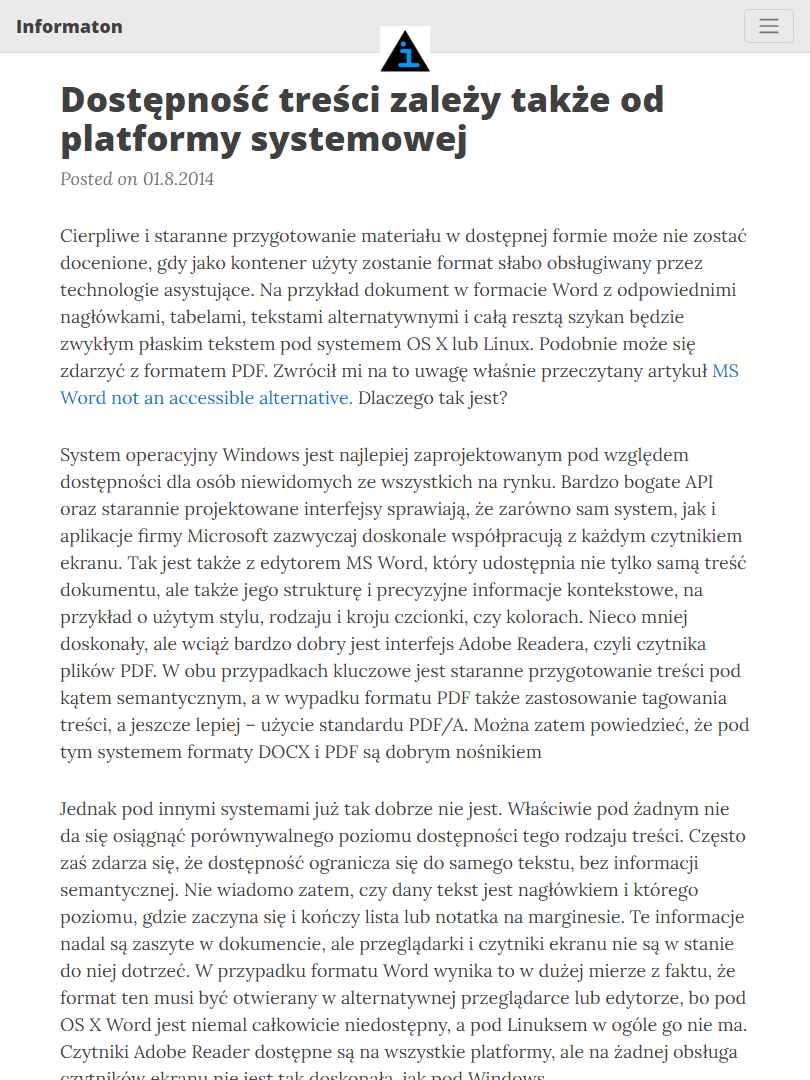 Informaton
Dostępność treści zależy także od
platformy systemowej
Posted on 01.8.2014
Cierpliwe i staranne przygotowanie materiału w dostępnej formie może nie zostać
docenione, gdy jako kontener użyty zostanie format słabo obsługiwany przez
technologie asystujące. Na przykład dokument w formacie Word z odpowiednimi
nagłówkami, tabelami, tekstami alternatywnymi i całą resztą szykan będzie
zwykłym płaskim tekstem pod systemem OS X lub Linux. Podobnie może się
zdarzyć z formatem PDF. Zwrócił mi na to uwagę właśnie przeczytany artykuł MS
Word not an accessible alternative. Dlaczego tak jest?
System operacyjny Windows jest najlepiej zaprojektowanym pod względem
dostępności dla osób niewidomych ze wszystkich na rynku. Bardzo bogate API
oraz starannie projektowane interfejsy sprawiają, że zarówno sam system, jak i
aplikacje firmy Microsoft zazwyczaj doskonale współpracują z każdym czytnikiem
ekranu. Tak jest także z edytorem MS Word, który udostępnia nie tylko samą treść
dokumentu, ale także jego strukturę i precyzyjne informacje kontekstowe, na
przykład o użytym stylu, rodzaju i kroju czcionki, czy kolorach. Nieco mniej
doskonały, ale wciąż bardzo dobry jest interfejs Adobe Readera, czyli czytnika
plików PDF. W obu przypadkach kluczowe jest staranne przygotowanie treści pod
kątem semantycznym, a w wypadku formatu PDF także zastosowanie tagowania
treści, a jeszcze lepiej – użycie standardu PDF/A. Można zatem powiedzieć, że pod
tym systemem formaty DOCX i PDF są dobrym nośnikiem
Jednak pod innymi systemami już tak dobrze nie jest. Właściwie pod żadnym nie
da się osiągnąć porównywalnego poziomu dostępności tego rodzaju treści. Często
zaś zdarza się, że dostępność ogranicza się do samego tekstu, bez informacji
semantycznej. Nie wiadomo zatem, czy dany tekst jest nagłówkiem i którego
poziomu, gdzie zaczyna się i kończy lista lub notatka na marginesie. Te informacje
nadal są zaszyte w dokumencie, ale przeglądarki i czytniki ekranu nie są w stanie
do niej dotrzeć. W przypadku formatu Word wynika to w dużej mierze z faktu, że
format ten musi być otwierany w alternatywnej przeglądarce lub edytorze, bo pod
OS X Word jest niemal całkowicie niedostępny, a pod Linuksem w ogóle go nie ma.
Czytniki Adobe Reader dostępne są na wszystkie platformy, ale na żadnej obsługa
czytników ekranu nie jest tak doskonała, jak pod Windows.